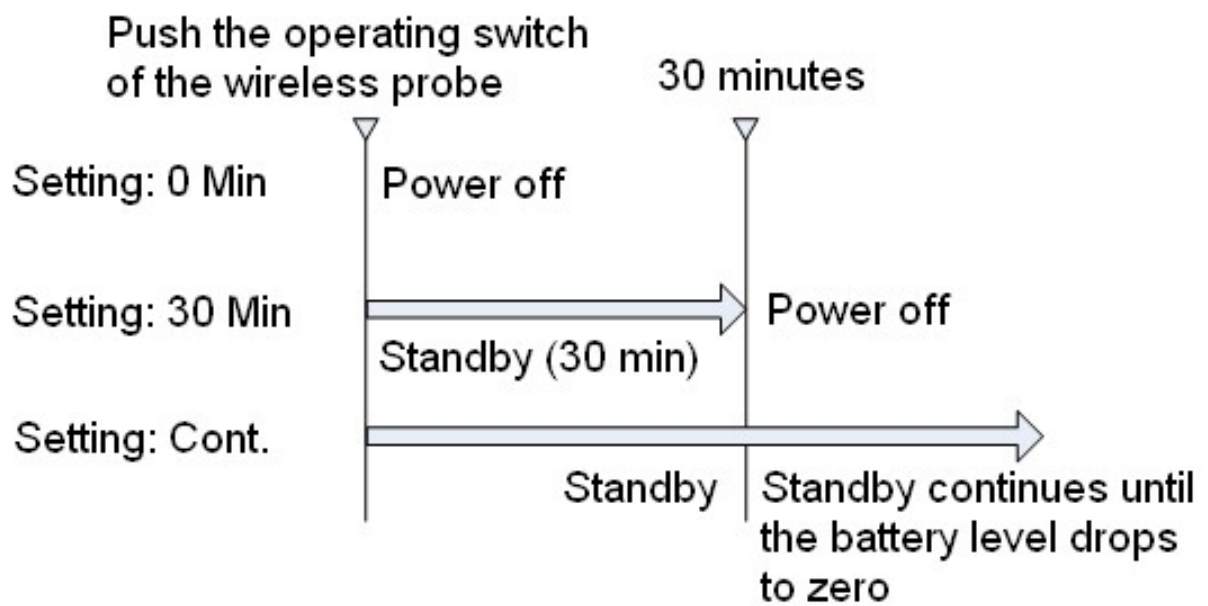 Push the operating switch
of the wireless probe
30 minutes
Setting: 0 Min
Power off
Setting: 30 Min
Power off
Standby (30 min)
Setting: Cont.
Standby
Standby continues until
the battery level drops
to zero